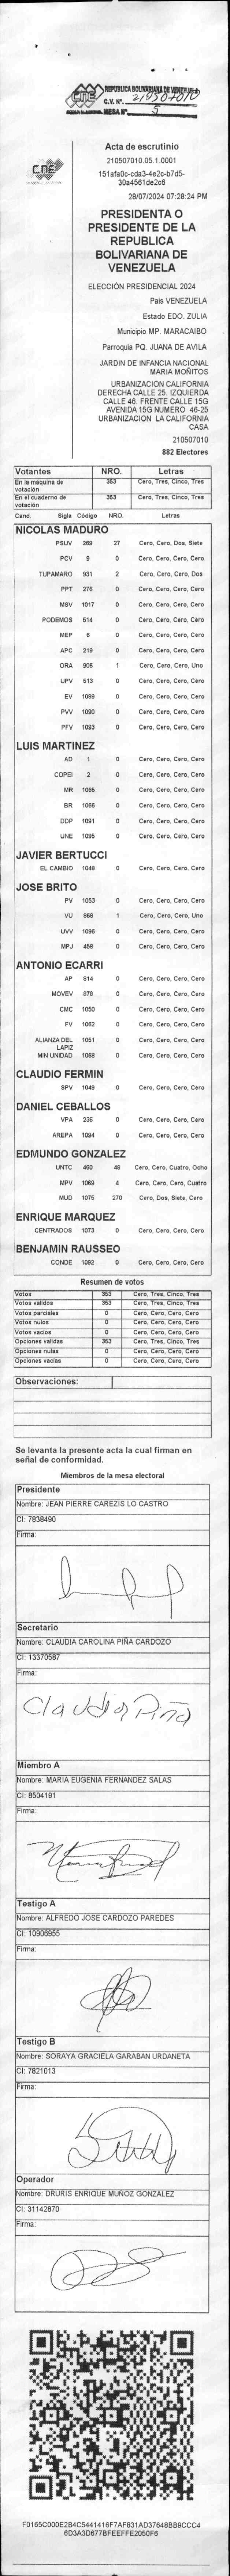 CNE
REPUBLICA BOLIVARIANA DE VENEZUELA
C.V. Nº. 210507010
MESA Nº. 5
CNE
Acta de escrutinio
210507010.05.1.0001
151afa0c-cda3-4e2c-b7d5-
30a4561de2c6
28/07/2024 07:28:24 PM
PRESIDENTA O
PRESIDENTE DE LA
REPUBLICA
BOLIVARIANA DE
VENEZUELA
ELECCIÓN PRESIDENCIAL 2024
Pais VENEZUELA
Estado EDO. ZULIA
Municipio MP. MARACAIBO
Parroquia PQ. JUANA DE AVILA
JARDIN DE INFANCIA NACIONAL
MARIA MOÑITOS
URBANIZACION CALIFORNIA
DERECHA CALLE 25. IZQUIERDA
CALLE 46. FRENTE CALLE 15G
AVENIDA 15G NUMERO 46-25
URBANIZACION LA CALIFORNIA
CASA
210507010
882 Electores
Votantes NRO. Letras
En la máquina de votación 353 Cero, Tres, Cinco, Tres
En el cuaderno de votación 353 Cero, Tres, Cinco, Tres
Cand. Sigla Código NRO. Letras
NICOLAS MADURO
PSUV 269 27 Cero, Cero, Dos, Siete
PCV 9 0 Cero, Cero, Cero, Cero
TUPAMARO 931 2 Cero, Cero, Cero, Dos
PPT 276 0 Cero, Cero, Cero, Cero
MSV 1017 0 Cero, Cero, Cero, Cero
PODEMOS 514 0 Cero, Cero, Cero, Cero
MEP 6 0 Cero, Cero, Cero, Cero
APC 219 0 Cero, Cero, Cero, Cero
ORA 906 1 Cero, Cero, Cero, Uno
UPV 513 0 Cero, Cero, Cero, Cero
EV 1089 0 Cero, Cero, Cero, Cero
PVV 1090 0 Cero, Cero, Cero, Cero
PFV 1093 0 Cero, Cero, Cero, Cero
LUIS MARTINEZ
AD 1 0 Cero, Cero, Cero, Cero
COPEI 2 0 Cero, Cero, Cero, Cero
MR 1065 0 Cero, Cero, Cero, Cero
BR 1066 0 Cero, Cero, Cero, Cero
DDP 1091 0 Cero, Cero, Cero, Cero
UNE 1095 0 Cero, Cero, Cero, Cero
JAVIER BERTUCCI
EL CAMBIO 1048 0 Cero, Cero, Cero, Cero
JOSE BRITO
PV 1053 0 Cero, Cero, Cero, Cero
VU 868 1 Cero, Cero, Cero, Uno
UVV 1096 0 Cero, Cero, Cero, Cero
MPJ 458 0 Cero, Cero, Cero, Cero
ANTONIO ECARRI
AP 814 0 Cero, Cero, Cero, Cero
MOVEV 878 0 Cero, Cero, Cero, Cero
CMC 1050 0 Cero, Cero, Cero, Cero
FV 1062 0 Cero, Cero, Cero, Cero
ALIANZA DEL LAPIZ 1061 0 Cero, Cero, Cero, Cero
MIN UNIDAD 1068 0 Cero, Cero, Cero, Cero
CLAUDIO FERMIN
SPV 1049 0 Cero, Cero, Cero, Cero
DANIEL CEBALLOS
VPA 236 0 Cero, Cero, Cero, Cero
AREPA 1094 0 Cero, Cero, Cero, Cero
EDMUNDO GONZALEZ
UNTC 460 48 Cero, Cero, Cuatro, Ocho
MPV 1069 4 Cero, Cero, Cero, Cuatro
MUD 1075 270 Cero, Dos, Siete, Cero
ENRIQUE MARQUEZ
CENTRADOS 1073 0 Cero, Cero, Cero, Cero
BENJAMIN RAUSSEO
CONDE 1082 0 Cero, Cero, Cero, Cero
Resumen de votos
Votos 353 Cero, Tres, Cinco, Tres
Votos validos 353 Cero, Tres, Cinco, Tres
Votos parciales 0 Cero, Cero, Cero, Cero
Votos nulos 0 Cero, Cero, Cero, Cero
Votos vacios 0 Cero, Cero, Cero, Cero
Opciones validas 353 Cero, Tres, Cinco, Tres
Opciones nulas 0 Cero, Cero, Cero, Cero
Opciones vacias 0 Cero, Cero, Cero, Cero
Observaciones:
Se levanta la presente acta la cual firman en
señal de conformidad.
Miembros de la mesa electoral
Presidente
Nombre: JEAN PIERRE CAREZIS LO CASTRO
CI: 7838490
Firma:
Secretario
Nombre: CLAUDIA CAROLINA PIÑA CARDOZO
CI: 13370587
Firma:
Claudia Piña
Miembro A
Nombre: MARIA EUGENIA FERNANDEZ SALAS
CI: 8504191
Firma:
Testigo A
Nombre: ALFREDO JOSE CARDOZO PAREDES
CI: 10906955
Firma:
Testigo B
Nombre: SORAYA GRACIELA GARABAN URDANETA
CI: 7821013
Firma:
Operador
Nombre: DRURIS ENRIQUE MUÑOZ GONZALEZ
CI: 31142870
Firma:
F0165C000E2B4C5441416F7AF831AD37648BB9CCC4
6D3A3D677BFEEFFE2050F6